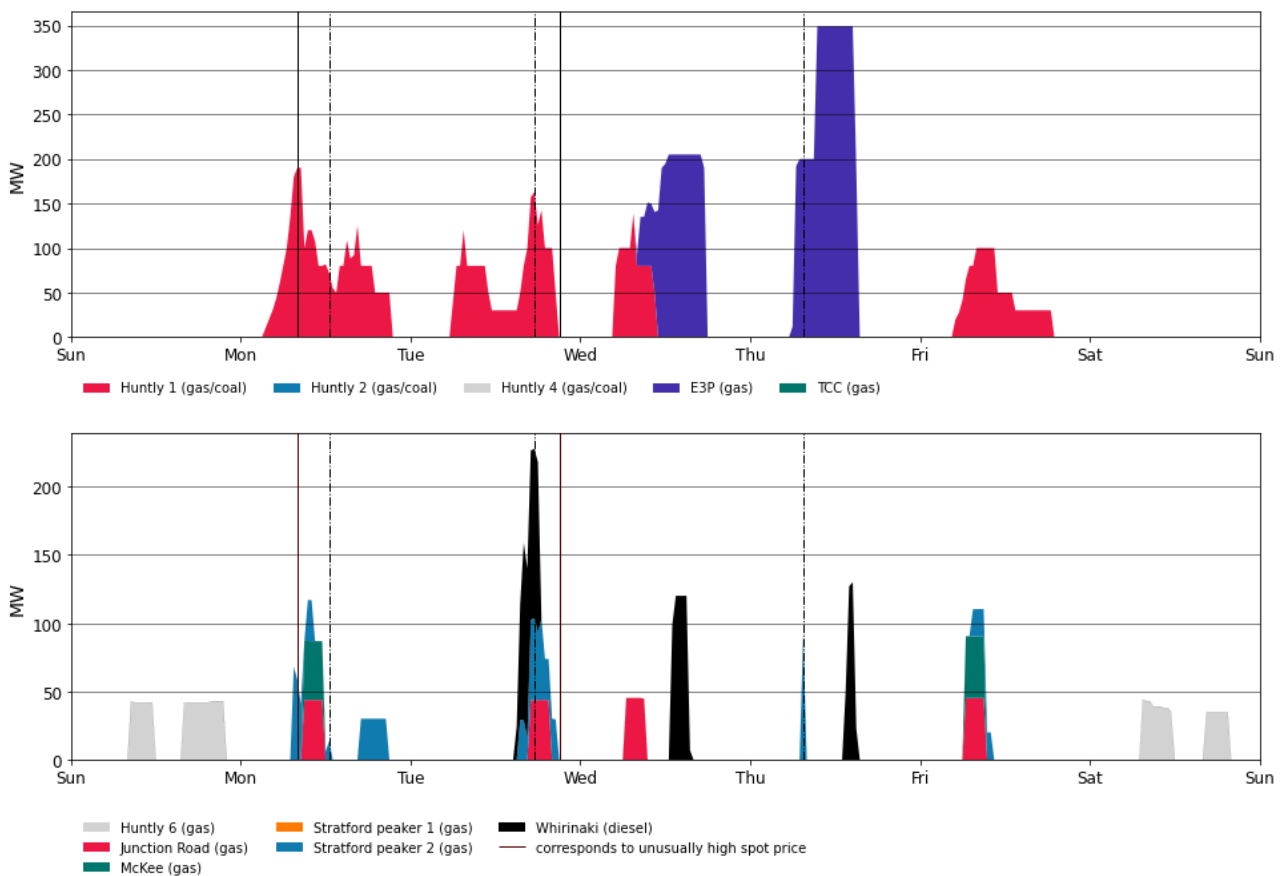 350
300
250
200
150
100
50
0
MW
Sun Mon Tue Wed Thu Fri Sat Sun
Huntly 1 (gas/coal) Huntly 2 (gas/coal) Huntly 4 (gas/coal) E3P (gas) TCC (gas)
200
150
100
50
0
MW
Sun Mon Tue Wed Thu Fri Sat Sun
Huntly 6 (gas) Stratford peaker 1 (gas) Whirinaki (diesel)
Junction Road (gas) Stratford peaker 2 (gas) corresponds to unusually high spot price
McKee (gas)